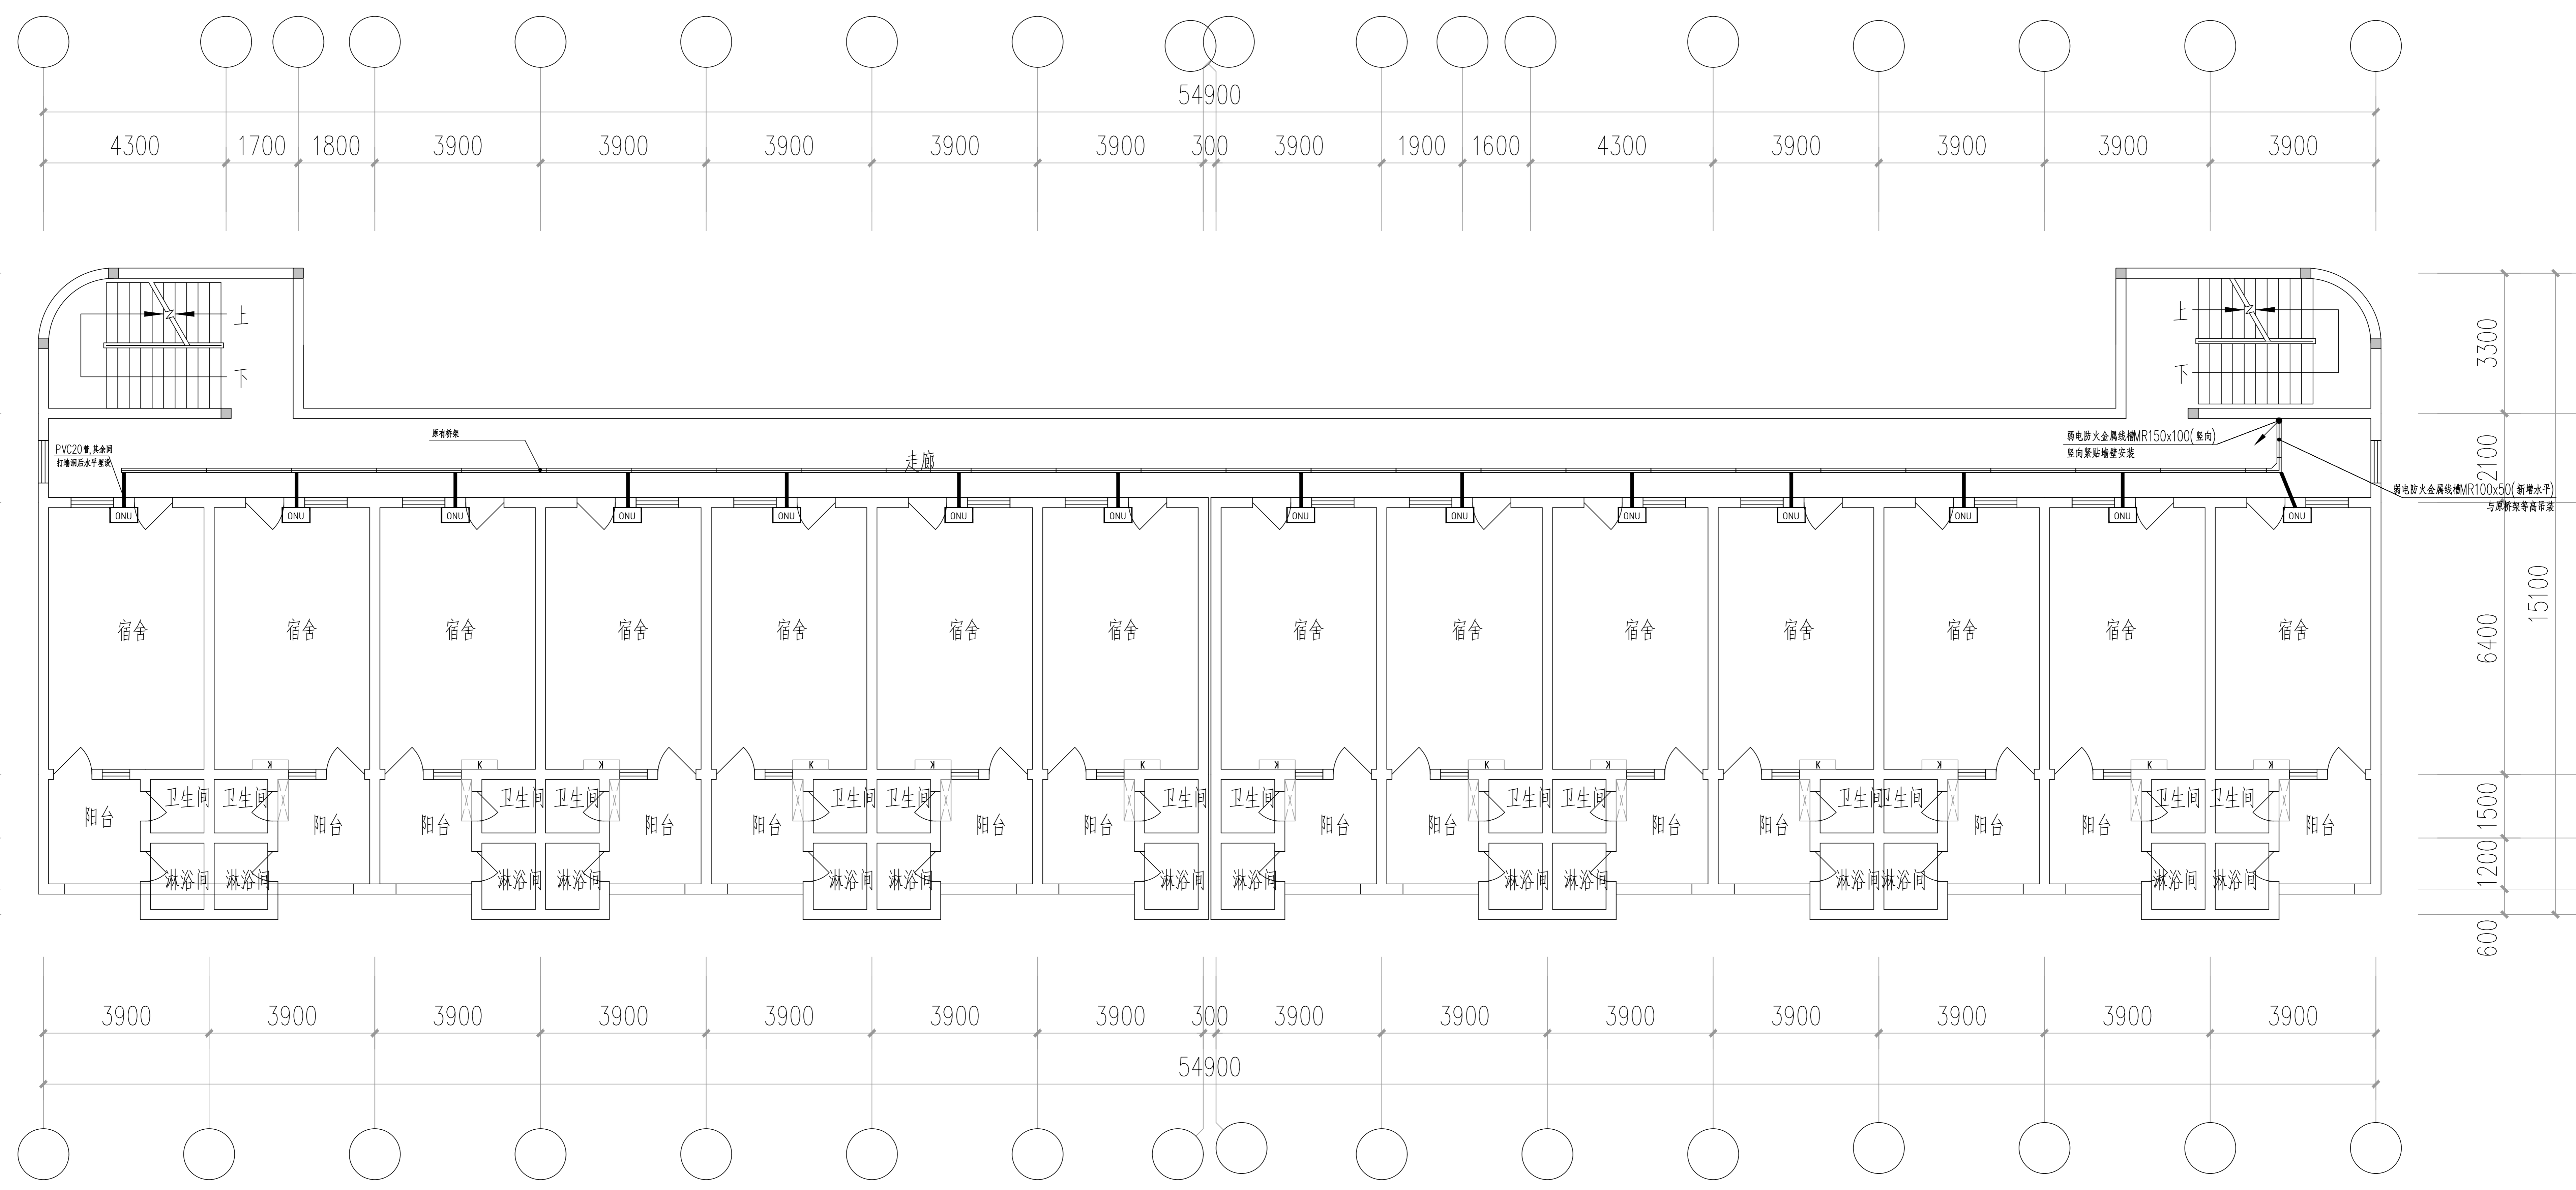 54900
4300 1700 1800 3900 3900 3900 3900 3900 300 3900 1900 1600 4300 3900 3900 3900 3900
上
下
上
下
3300
2100
6400
1500
1200
600
15100
PVC20管,其余同
打墙洞后水平埋设
原有桥架
走廊
弱电防火金属线槽MR150x100(竖向)
竖向紧贴墙壁安装
弱电防火金属线槽MR100x50(新增水平)
与原桥架等高吊装
ONU ONU ONU ONU ONU ONU ONU ONU ONU ONU ONU ONU ONU ONU
宿舍 宿舍 宿舍 宿舍 宿舍 宿舍 宿舍 宿舍 宿舍 宿舍 宿舍 宿舍 宿舍 宿舍
K K K K K K K K K K K K K
卫生间 卫生间 卫生间 卫生间 卫生间 卫生间 卫生间 卫生间 卫生间 卫生间 卫生间 卫生间 卫生间 卫生间
阳台 阳台 阳台 阳台 阳台 阳台 阳台 阳台 阳台 阳台 阳台 阳台 阳台 阳台
淋浴间 淋浴间 淋浴间 淋浴间 淋浴间 淋浴间 淋浴间 淋浴间 淋浴间 淋浴间 淋浴间 淋浴间 淋浴间 淋浴间
3900 3900 3900 3900 3900 3900 3900 300 3900 3900 3900 3900 3900 3900 3900
54900